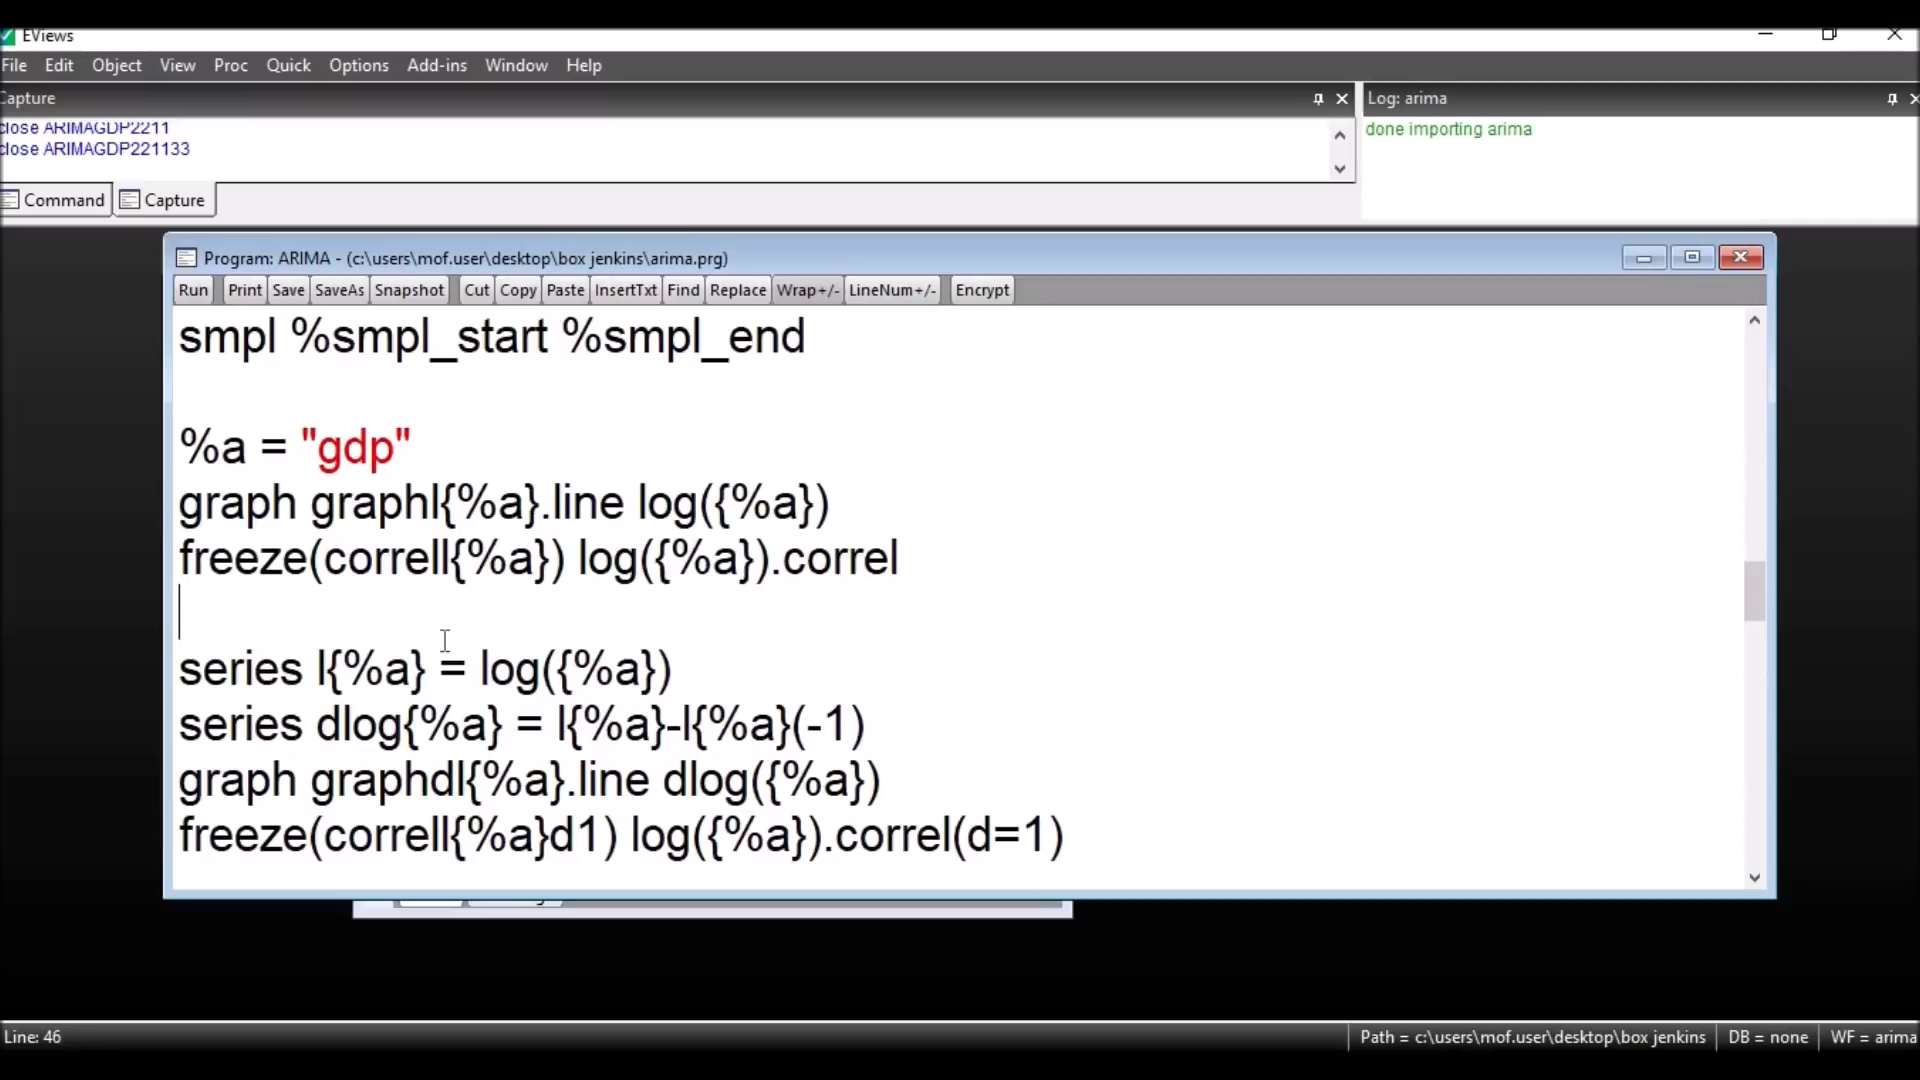 EViews
File Edit Object View Proc Quick Options Add-ins Window Help
Capture
Log: arima
close ARIMAGDP2211
close ARIMAGDP221133
done importing arima
Command Capture
Program: ARIMA - (c:\users\mof.user\desktop\box jenkins\arima.prg)
Run Print Save SaveAs Snapshot Cut Copy Paste InsertTxt Find Replace Wrap+/- LineNum+/- Encrypt
smpl %smpl_start %smpl_end
%a = "gdp"
graph graphl{%a}.line log({%a})
freeze(correll{%a}) log({%a}).correl
series l{%a} = log({%a})
series dlog{%a} = l{%a}-l{%a}(-1)
graph graphdl{%a}.line dlog({%a})
freeze(correll{%a}d1) log({%a}).correl(d=1)
Line: 46
Path = c:\users\mof.user\desktop\box jenkins DB = none WF = arima